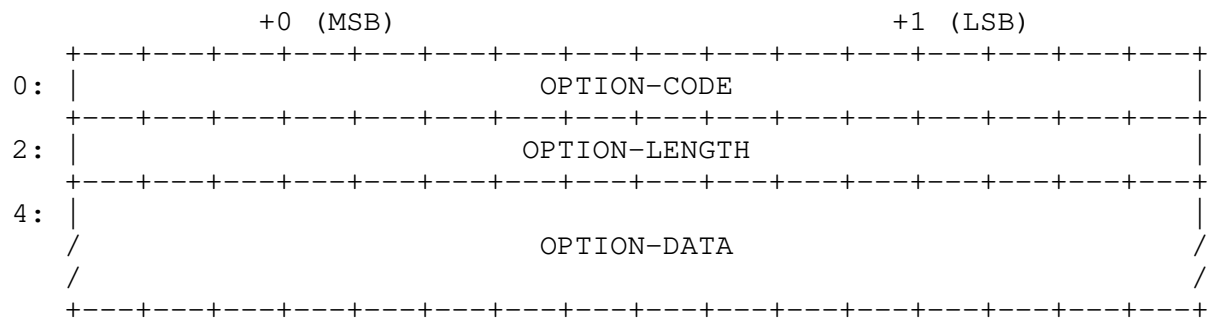 +0 (MSB)                            +1 (LSB)
+---+---+---+---+---+---+---+---+---+---+---+---+---+---+---+---+
0: |                          OPTION-CODE                          |
+---+---+---+---+---+---+---+---+---+---+---+---+---+---+---+---+
2: |                         OPTION-LENGTH                         |
+---+---+---+---+---+---+---+---+---+---+---+---+---+---+---+---+
4: |                                                               |
/                          OPTION-DATA                          /
/                                                               /
+---+---+---+---+---+---+---+---+---+---+---+---+---+---+---+---+